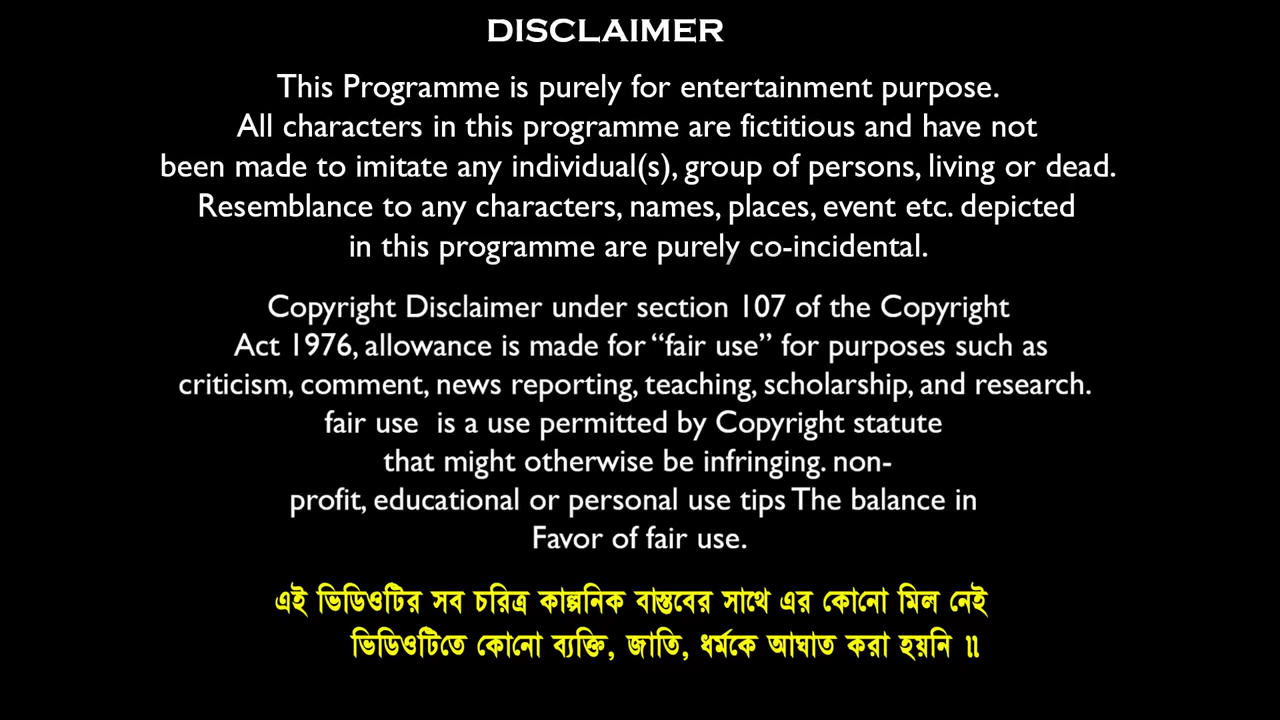 DISCLAIMER
This Programme is purely for entertainment purpose.
All characters in this programme are fictitious and have not
been made to imitate any individual(s), group of persons, living or dead.
Resemblance to any characters, names, places, event etc. depicted
in this programme are purely co-incidental.
Copyright Disclaimer under section 107 of the Copyright
Act 1976, allowance is made for “fair use” for purposes such as
criticism, comment, news reporting, teaching, scholarship, and research.
fair use is a use permitted by Copyright statute
that might otherwise be infringing. non-
profit, educational or personal use tips The balance in
Favor of fair use.
এই ভিডিওটির সব চরিত্র কাল্পনিক বাস্তবের সাথে এর কোনো মিল নেই
ভিডিওটিতে কোনো ব্যক্তি, জাতি, ধর্মকে আঘাত করা হয়নি ॥